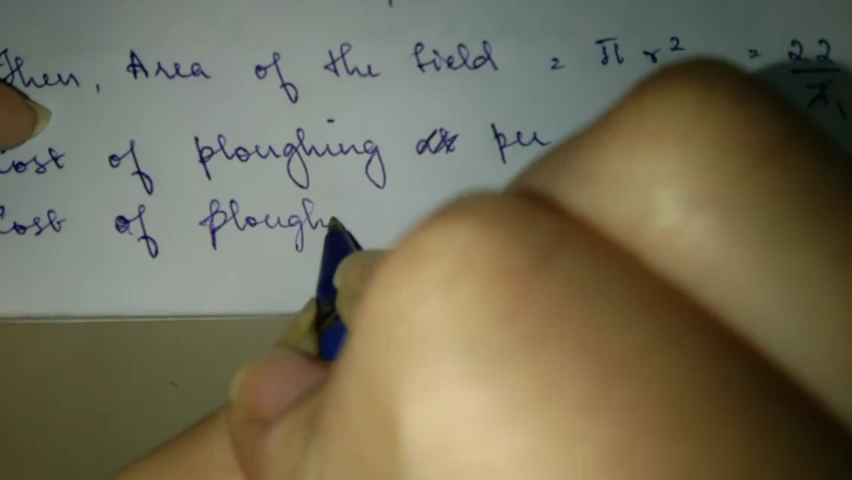 Then, Area of the field = π r² = 22/7
Cost of ploughing per
Cost of plough